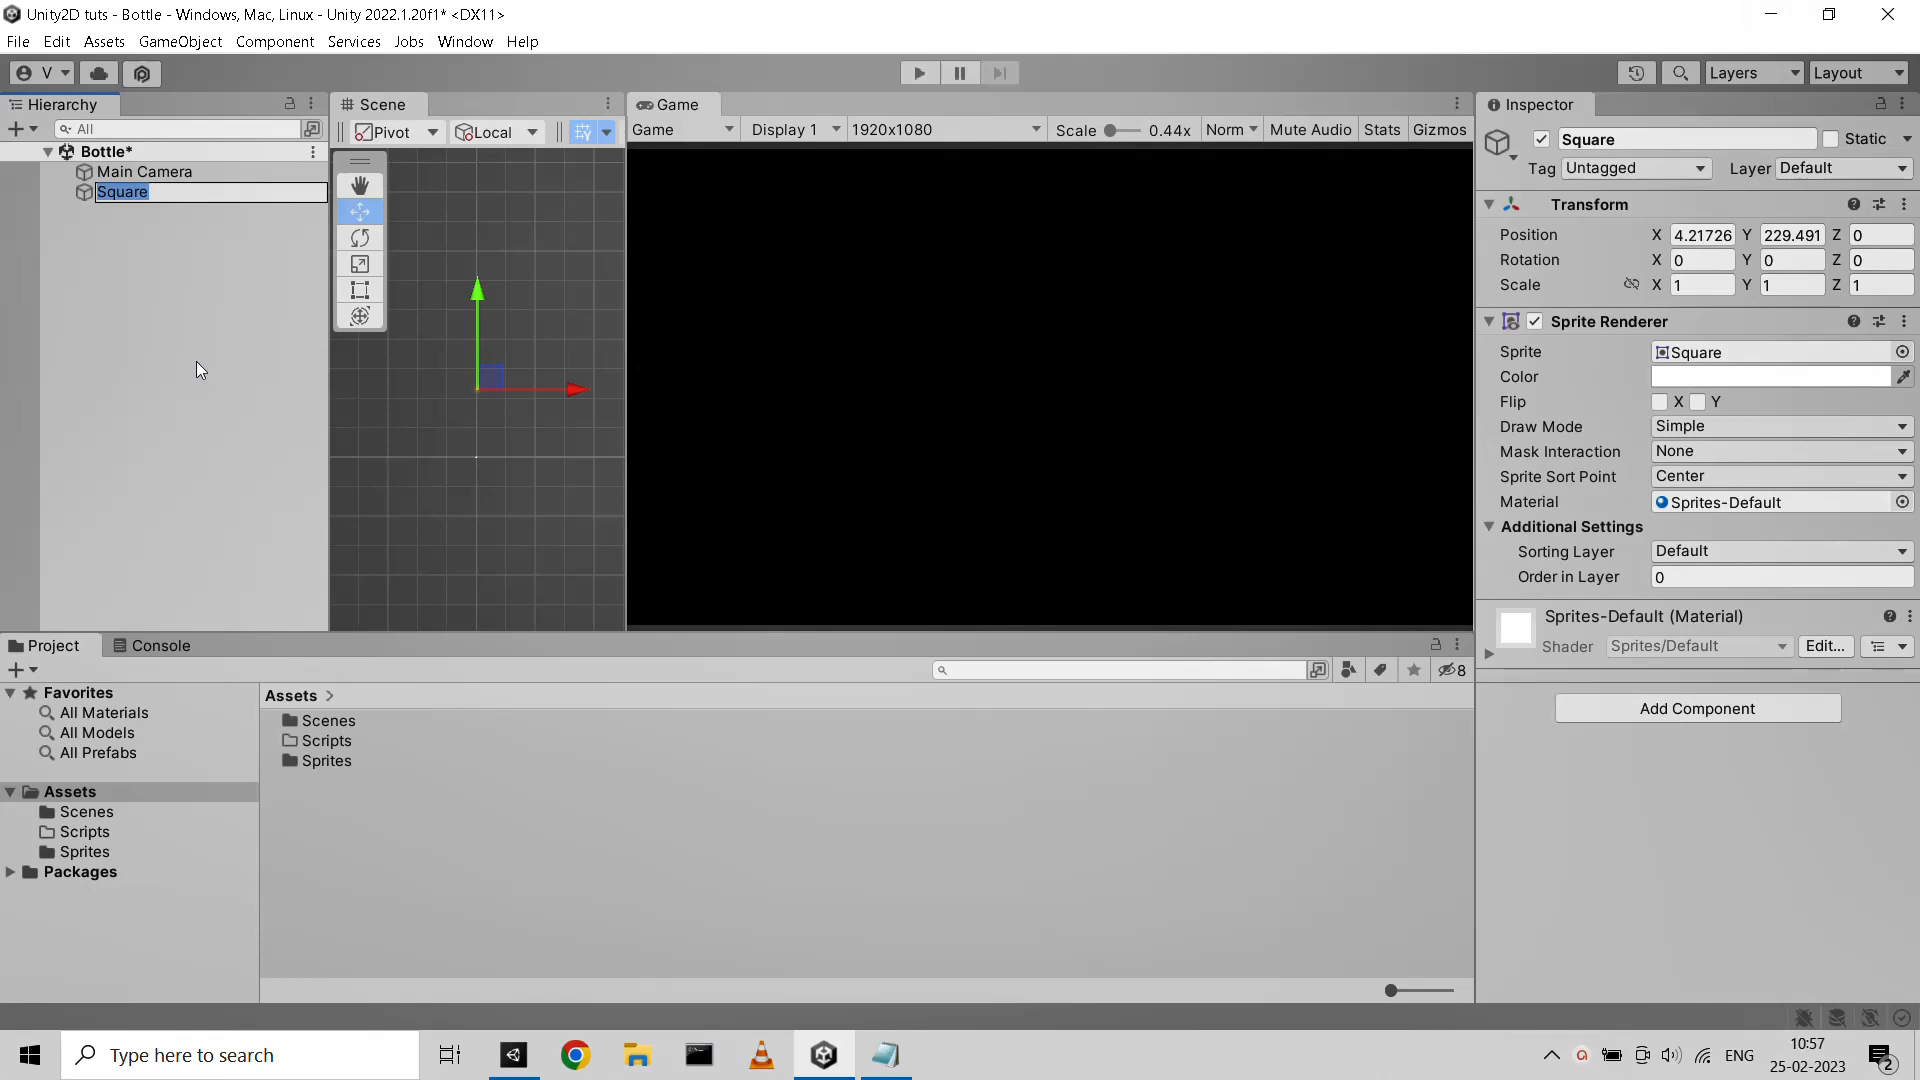 Unity2D tuts - Bottle - Windows, Mac, Linux - Unity 2022.1.20f1* <DX11>
File Edit Assets GameObject Component Services Jobs Window Help
V
Layers
Layout
Hierarchy
All
Bottle*
Main Camera
Square
Scene
Pivot
Local
Game
Game
Display 1
1920x1080
Scale 0.44x
Norm
Mute Audio
Stats
Gizmos
Inspector
Square
Static
Tag Untagged
Layer Default
Transform
Position X 4.21726 Y 229.491 Z 0
Rotation X 0 Y 0 Z 0
Scale X 1 Y 1 Z 1
Sprite Renderer
Sprite Square
Color
Flip X Y
Draw Mode Simple
Mask Interaction None
Sprite Sort Point Center
Material Sprites-Default
Additional Settings
Sorting Layer Default
Order in Layer 0
Sprites-Default (Material)
Shader Sprites/Default Edit...
Add Component
Project
Console
8
Favorites
All Materials
All Models
All Prefabs
Assets
Scenes
Scripts
Sprites
Packages
Assets >
Scenes
Scripts
Sprites
Type here to search
ENG
10:57
25-02-2023
2